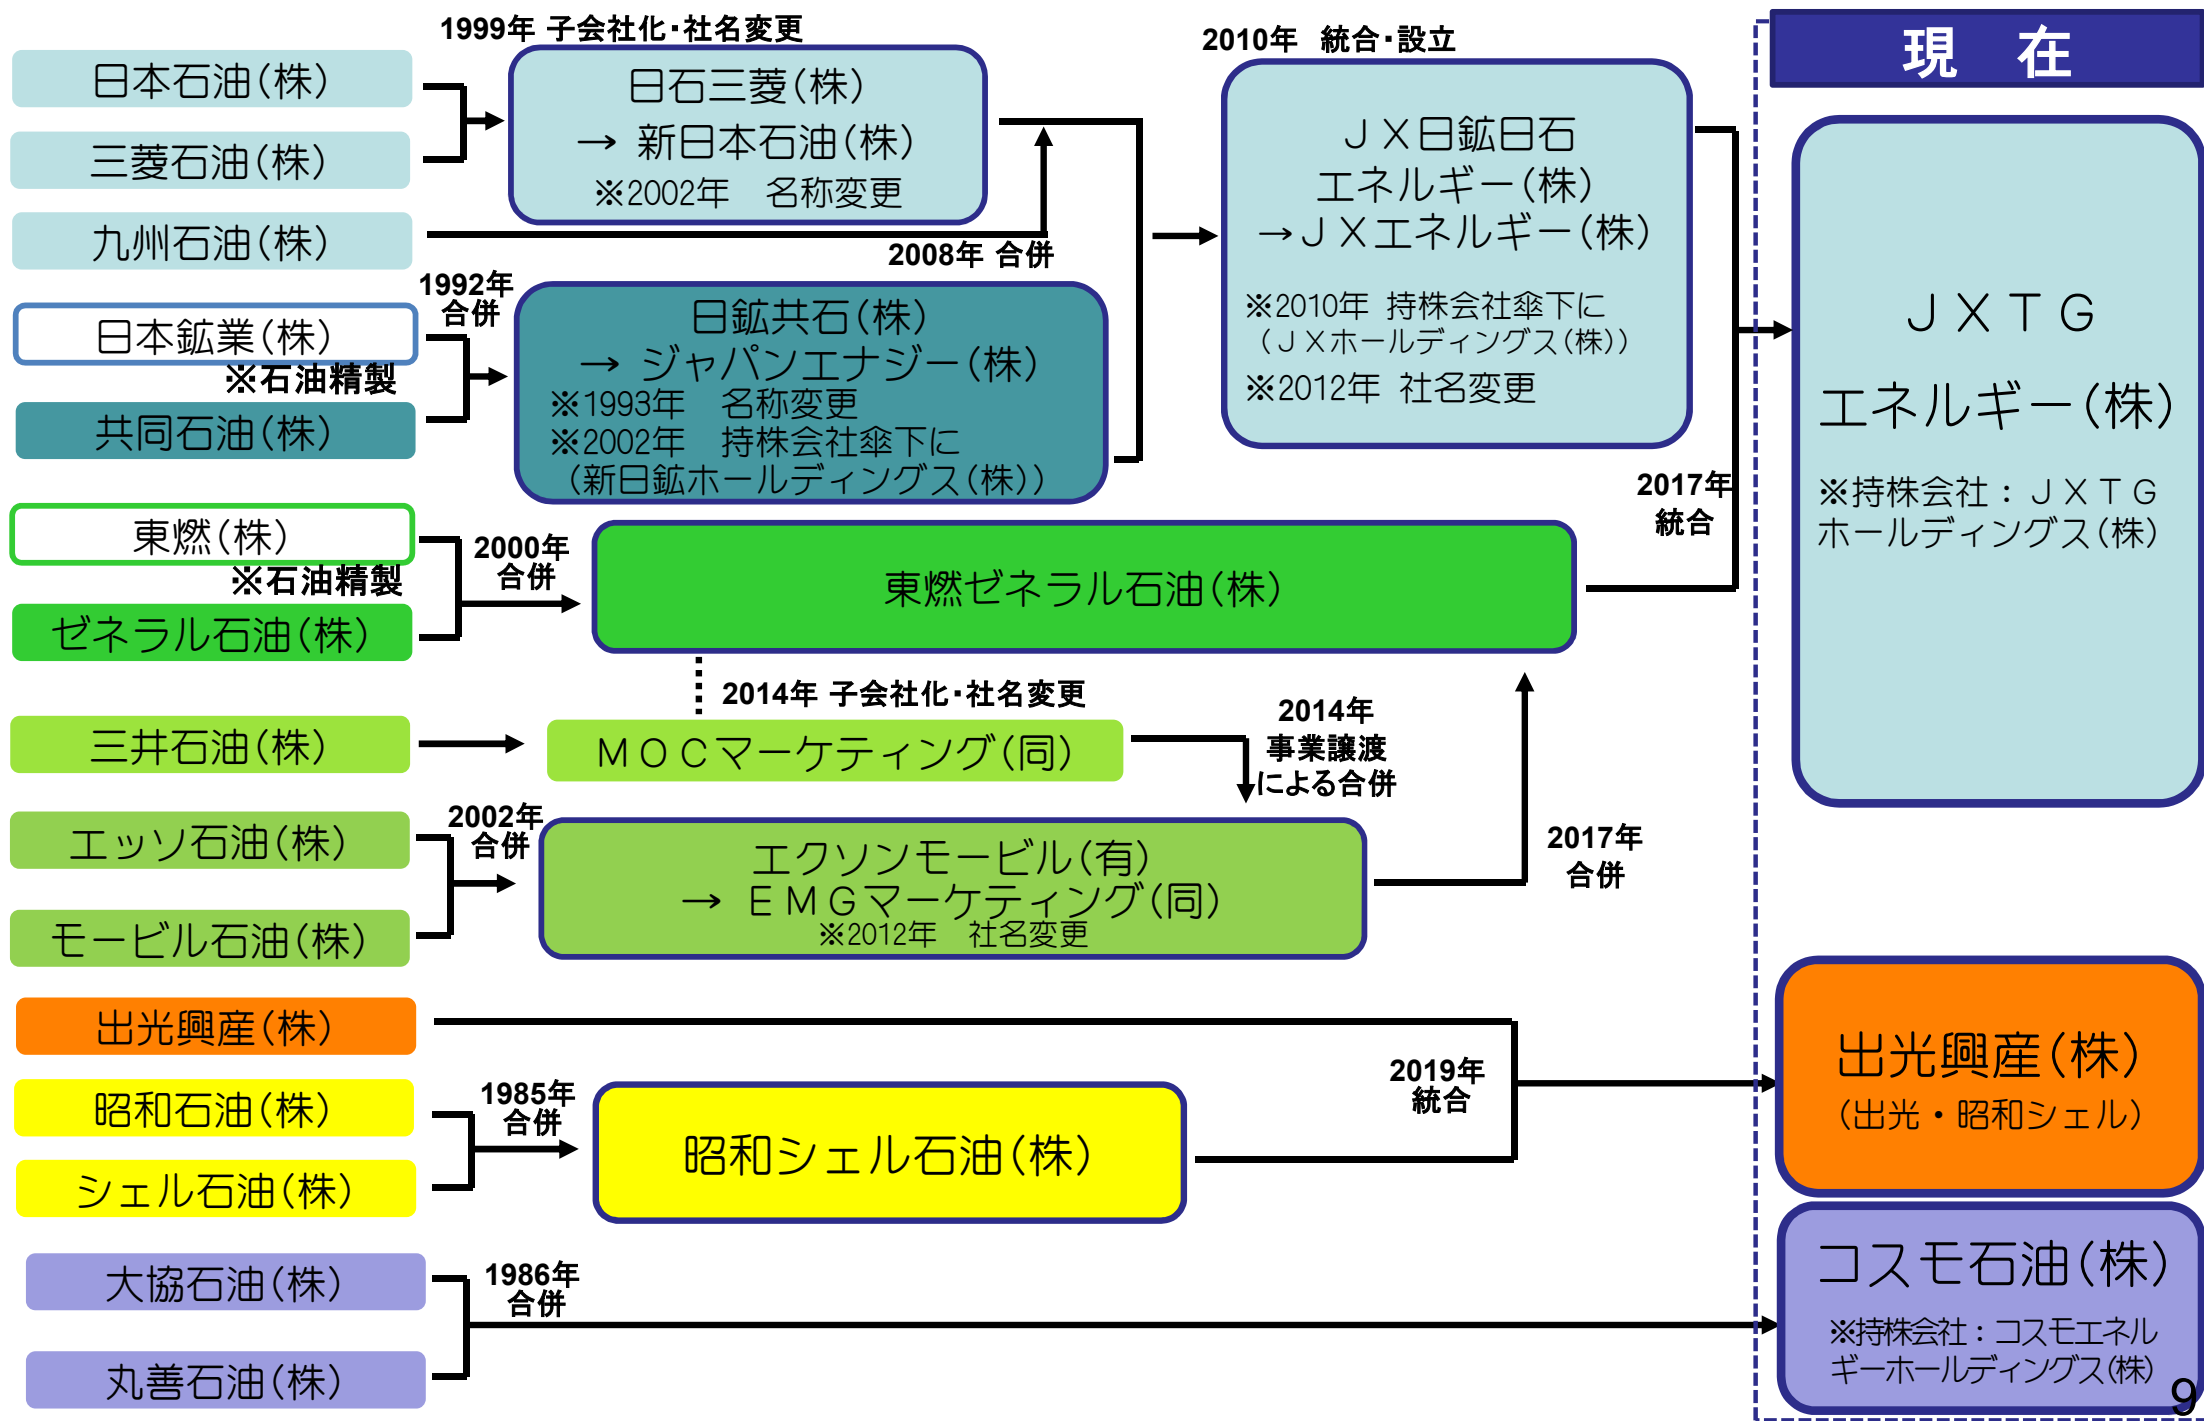 1999年 子会社化・社名変更
2010年 統合・設立
現 在
日本石油(株)
三菱石油(株)
九州石油(株)
日石三菱(株)
→ 新日本石油(株)
※2002年 名称変更
2008年 合併
1992年
合併
日本鉱業(株)
※石油精製
共同石油(株)
日鉱共石(株)
→ ジャパンエナジー(株)
※1993年 名称変更
※2002年 持株会社傘下に
(新日鉱ホールディングス(株))
JX日鉱日石
エネルギー(株)
→JXエネルギー(株)
※2010年 持株会社傘下に
(JXホールディングス(株))
※2012年 社名変更
2017年
統合
JXTG
エネルギー(株)
※持株会社:JXTG
ホールディングス(株)
東燃(株)
※石油精製
ゼネラル石油(株)
2000年
合併
東燃ゼネラル石油(株)
2014年 子会社化・社名変更
三井石油(株)
MOCマーケティング(同)
2014年
事業譲渡
による合併
エッソ石油(株)
モービル石油(株)
2002年
合併
エクソンモービル(有)
→ EMGマーケティング(同)
※2012年 社名変更
2017年
合併
出光興産(株)
昭和石油(株)
シェル石油(株)
1985年
合併
昭和シェル石油(株)
2019年
統合
出光興産(株)
(出光・昭和シェル)
大協石油(株)
丸善石油(株)
1986年
合併
コスモ石油(株)
※持株会社:コスモエネル
ギーホールディングス(株)
9